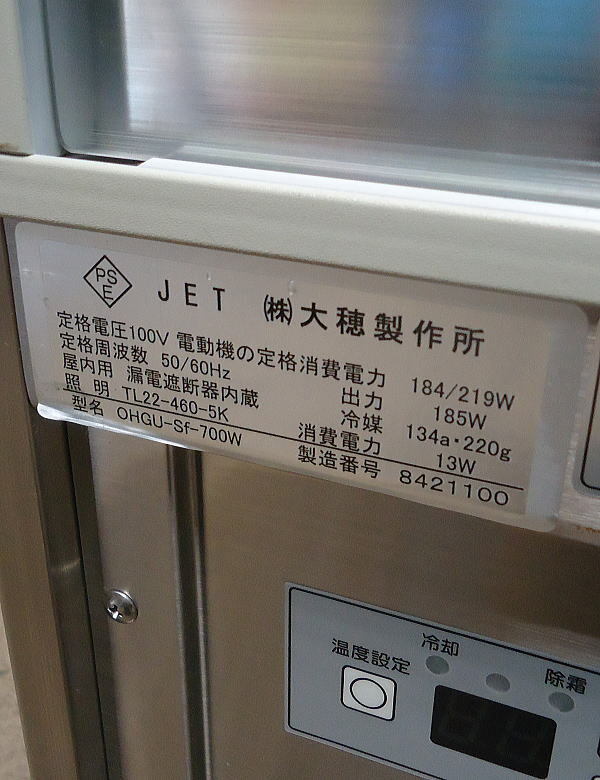 PS
E
JET ㈱大穂製作所
定格電圧100V 電動機の定格消費電力 184/219W
定格周波数 50/60Hz 出力 185W
屋内用 漏電遮断器内蔵 冷媒 134a・220g
照明 TL22-460-5K 消費電力 13W
型名 OHGU-Sf-700W 製造番号 8421100
温度設定 冷却 除霜